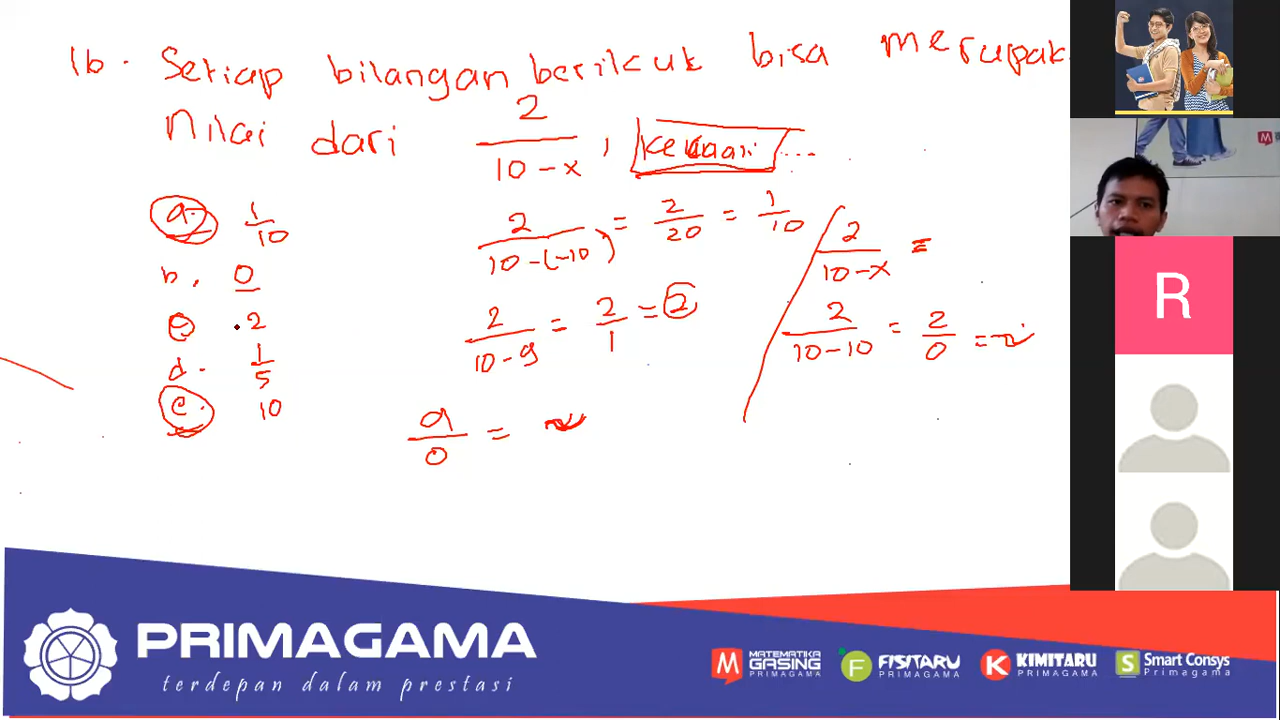 16. Setiap bilangan berikut bisa merupak
Nilai dari 2/(10-x), kecuali ...
a. 1/10
b. 0
c. 2
d. 1/5
e. 10
2/(10-(-10)) = 2/20 = 1/10
2/(10-9) = 2/1 = 2
a/0 = ~
2/(10-x) =
2/(10-10) = 2/0 = ~
R
PRIMAGAMA
terdepan dalam prestasi
M MATEMATIKA GASING PRIMAGAMA
F FISITARU PRIMAGAMA
K KIMITARU PRIMAGAMA
S Smart Consys Primagama